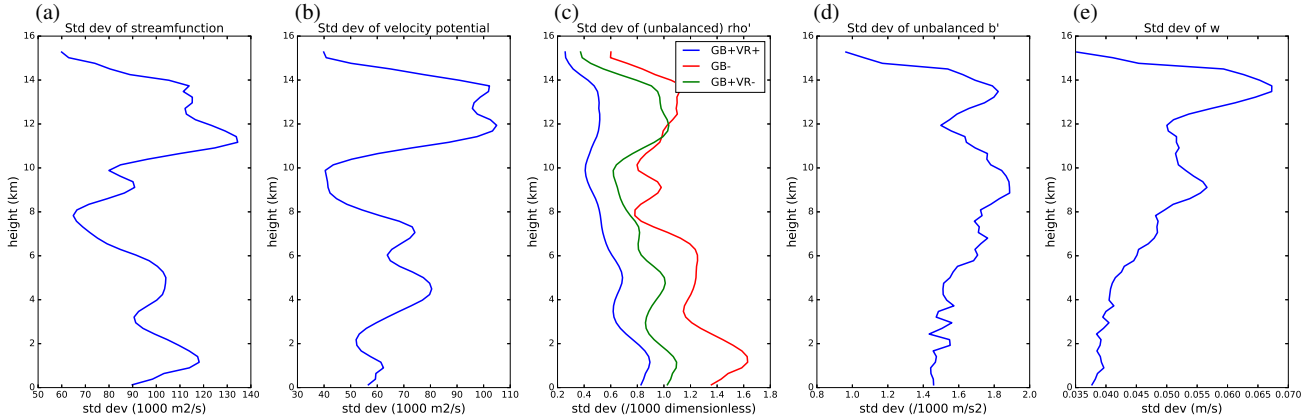 (a)
Std dev of streamfunction
16
14
12
10
8
6
4
2
0
height (km)
50 60 70 80 90 100 110 120 130 140
std dev (1000 m2/s)
(b)
Std dev of velocity potential
16
14
12
10
8
6
4
2
0
height (km)
30 40 50 60 70 80 90 100 110
std dev (1000 m2/s)
(c)
Std dev of (unbalanced) rho'
GB+VR+
GB-
GB+VR-
16
14
12
10
8
6
4
2
0
height (km)
0.2 0.4 0.6 0.8 1.0 1.2 1.4 1.6 1.8
std dev (/1000 dimensionless)
(d)
Std dev of unbalanced b'
16
14
12
10
8
6
4
2
0
height (km)
0.8 1.0 1.2 1.4 1.6 1.8 2.0
std dev (/1000 m/s2)
(e)
Std dev of w
16
14
12
10
8
6
4
2
0
height (km)
0.035 0.040 0.045 0.050 0.055 0.060 0.065 0.070
std dev (m/s)